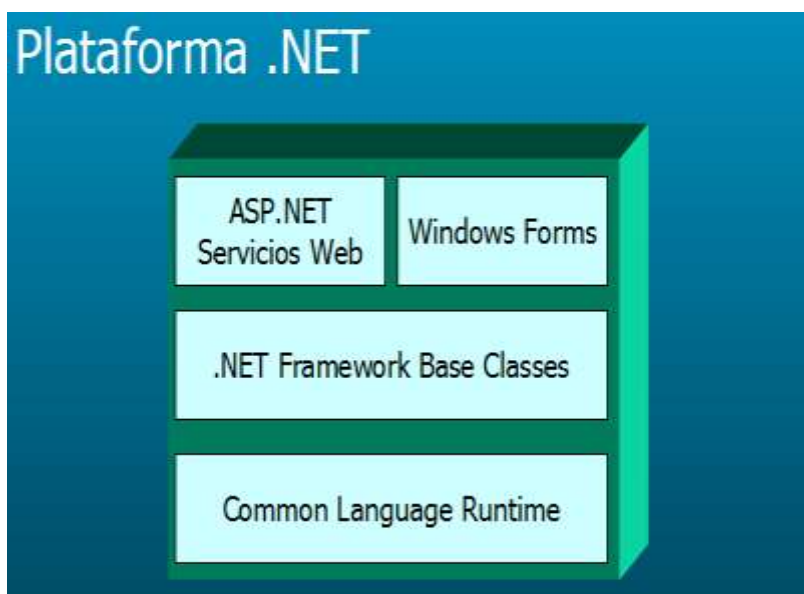 Plataforma .NET
ASP.NET
Servicios Web
Windows Forms
.NET Framework Base Classes
Common Language Runtime